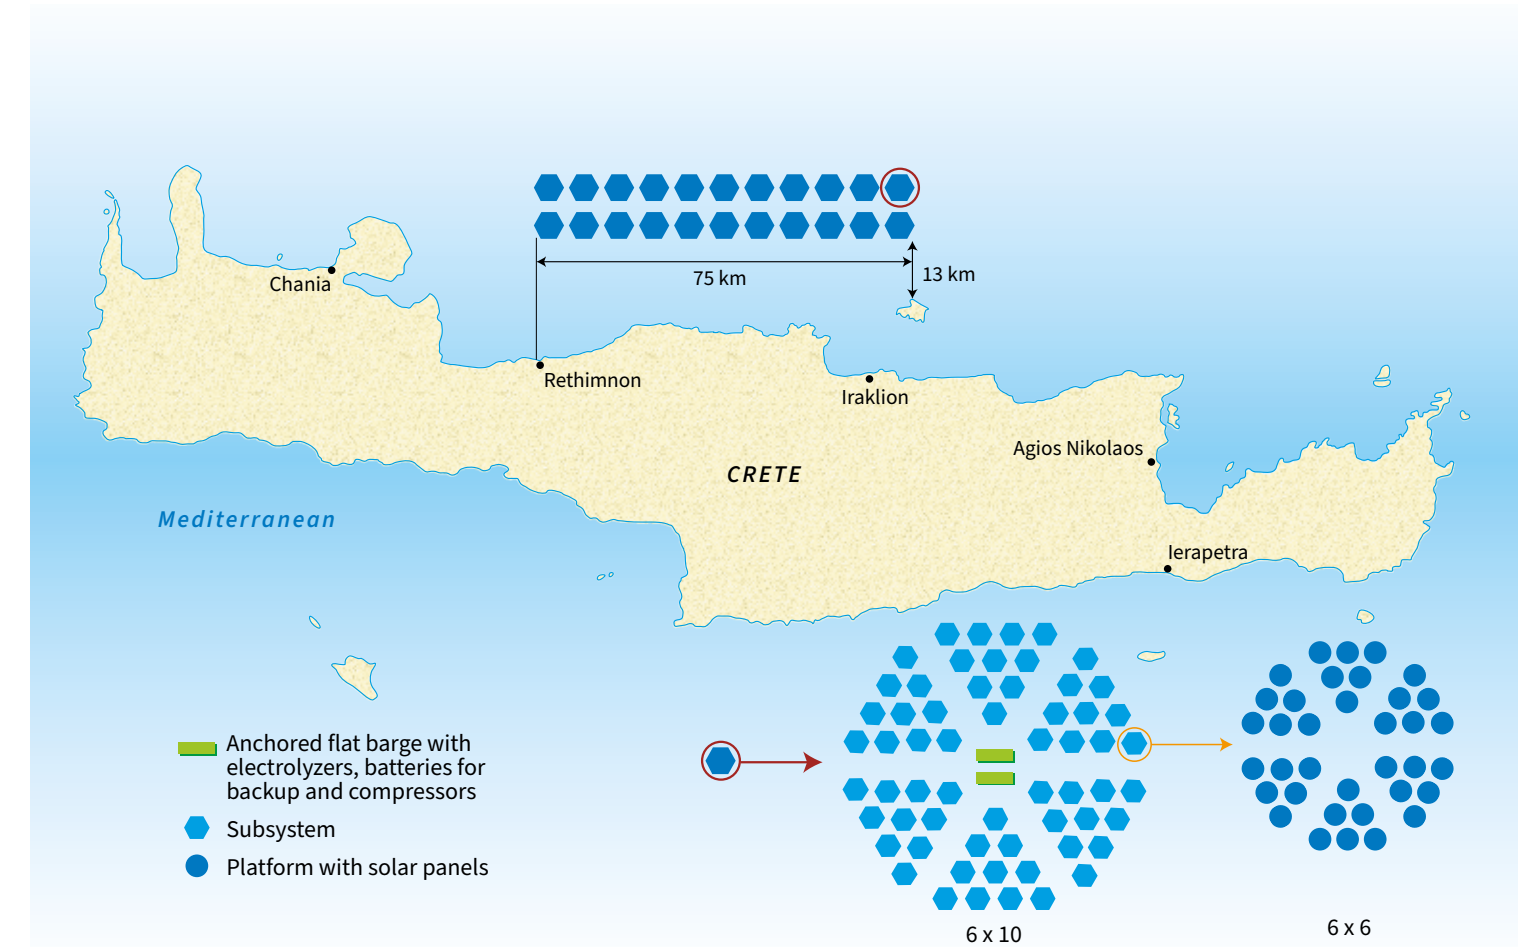 75 km
13 km
Chania
Rethimnon
Iraklion
Agios Nikolaos
CRETE
Mediterranean
Ierapetra
Anchored flat barge with
electrolyzers, batteries for
backup and compressors
Subsystem
Platform with solar panels
6 x 10
6 x 6